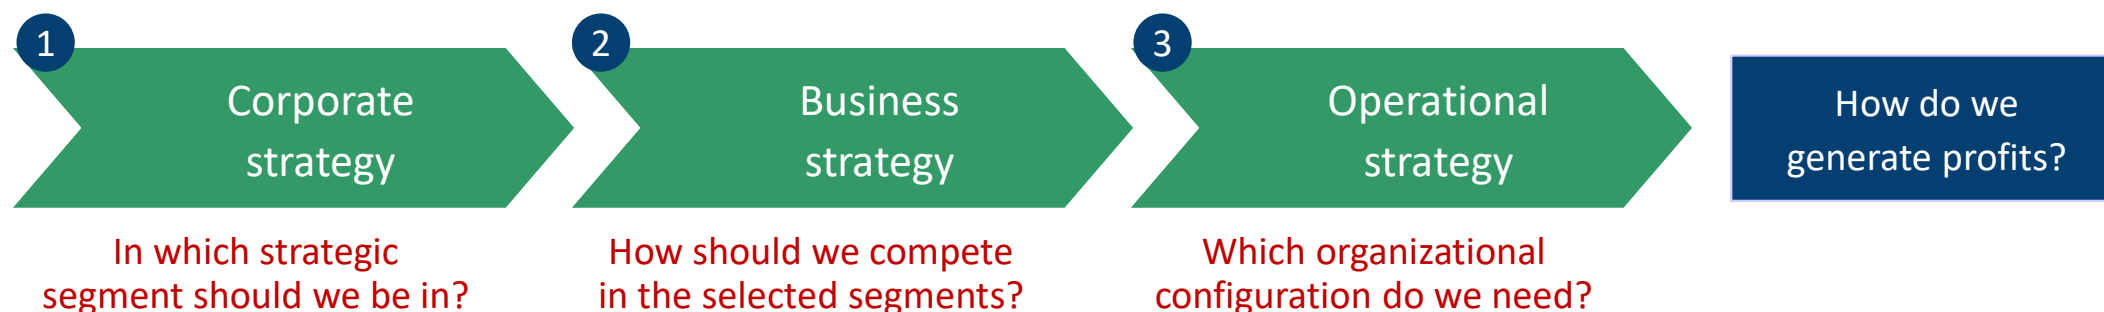 1
Corporate
strategy
In which strategic
segment should we be in?
2
Business
strategy
How should we compete
in the selected segments?
3
Operational
strategy
Which organizational
configuration do we need?
How do we
generate profits?